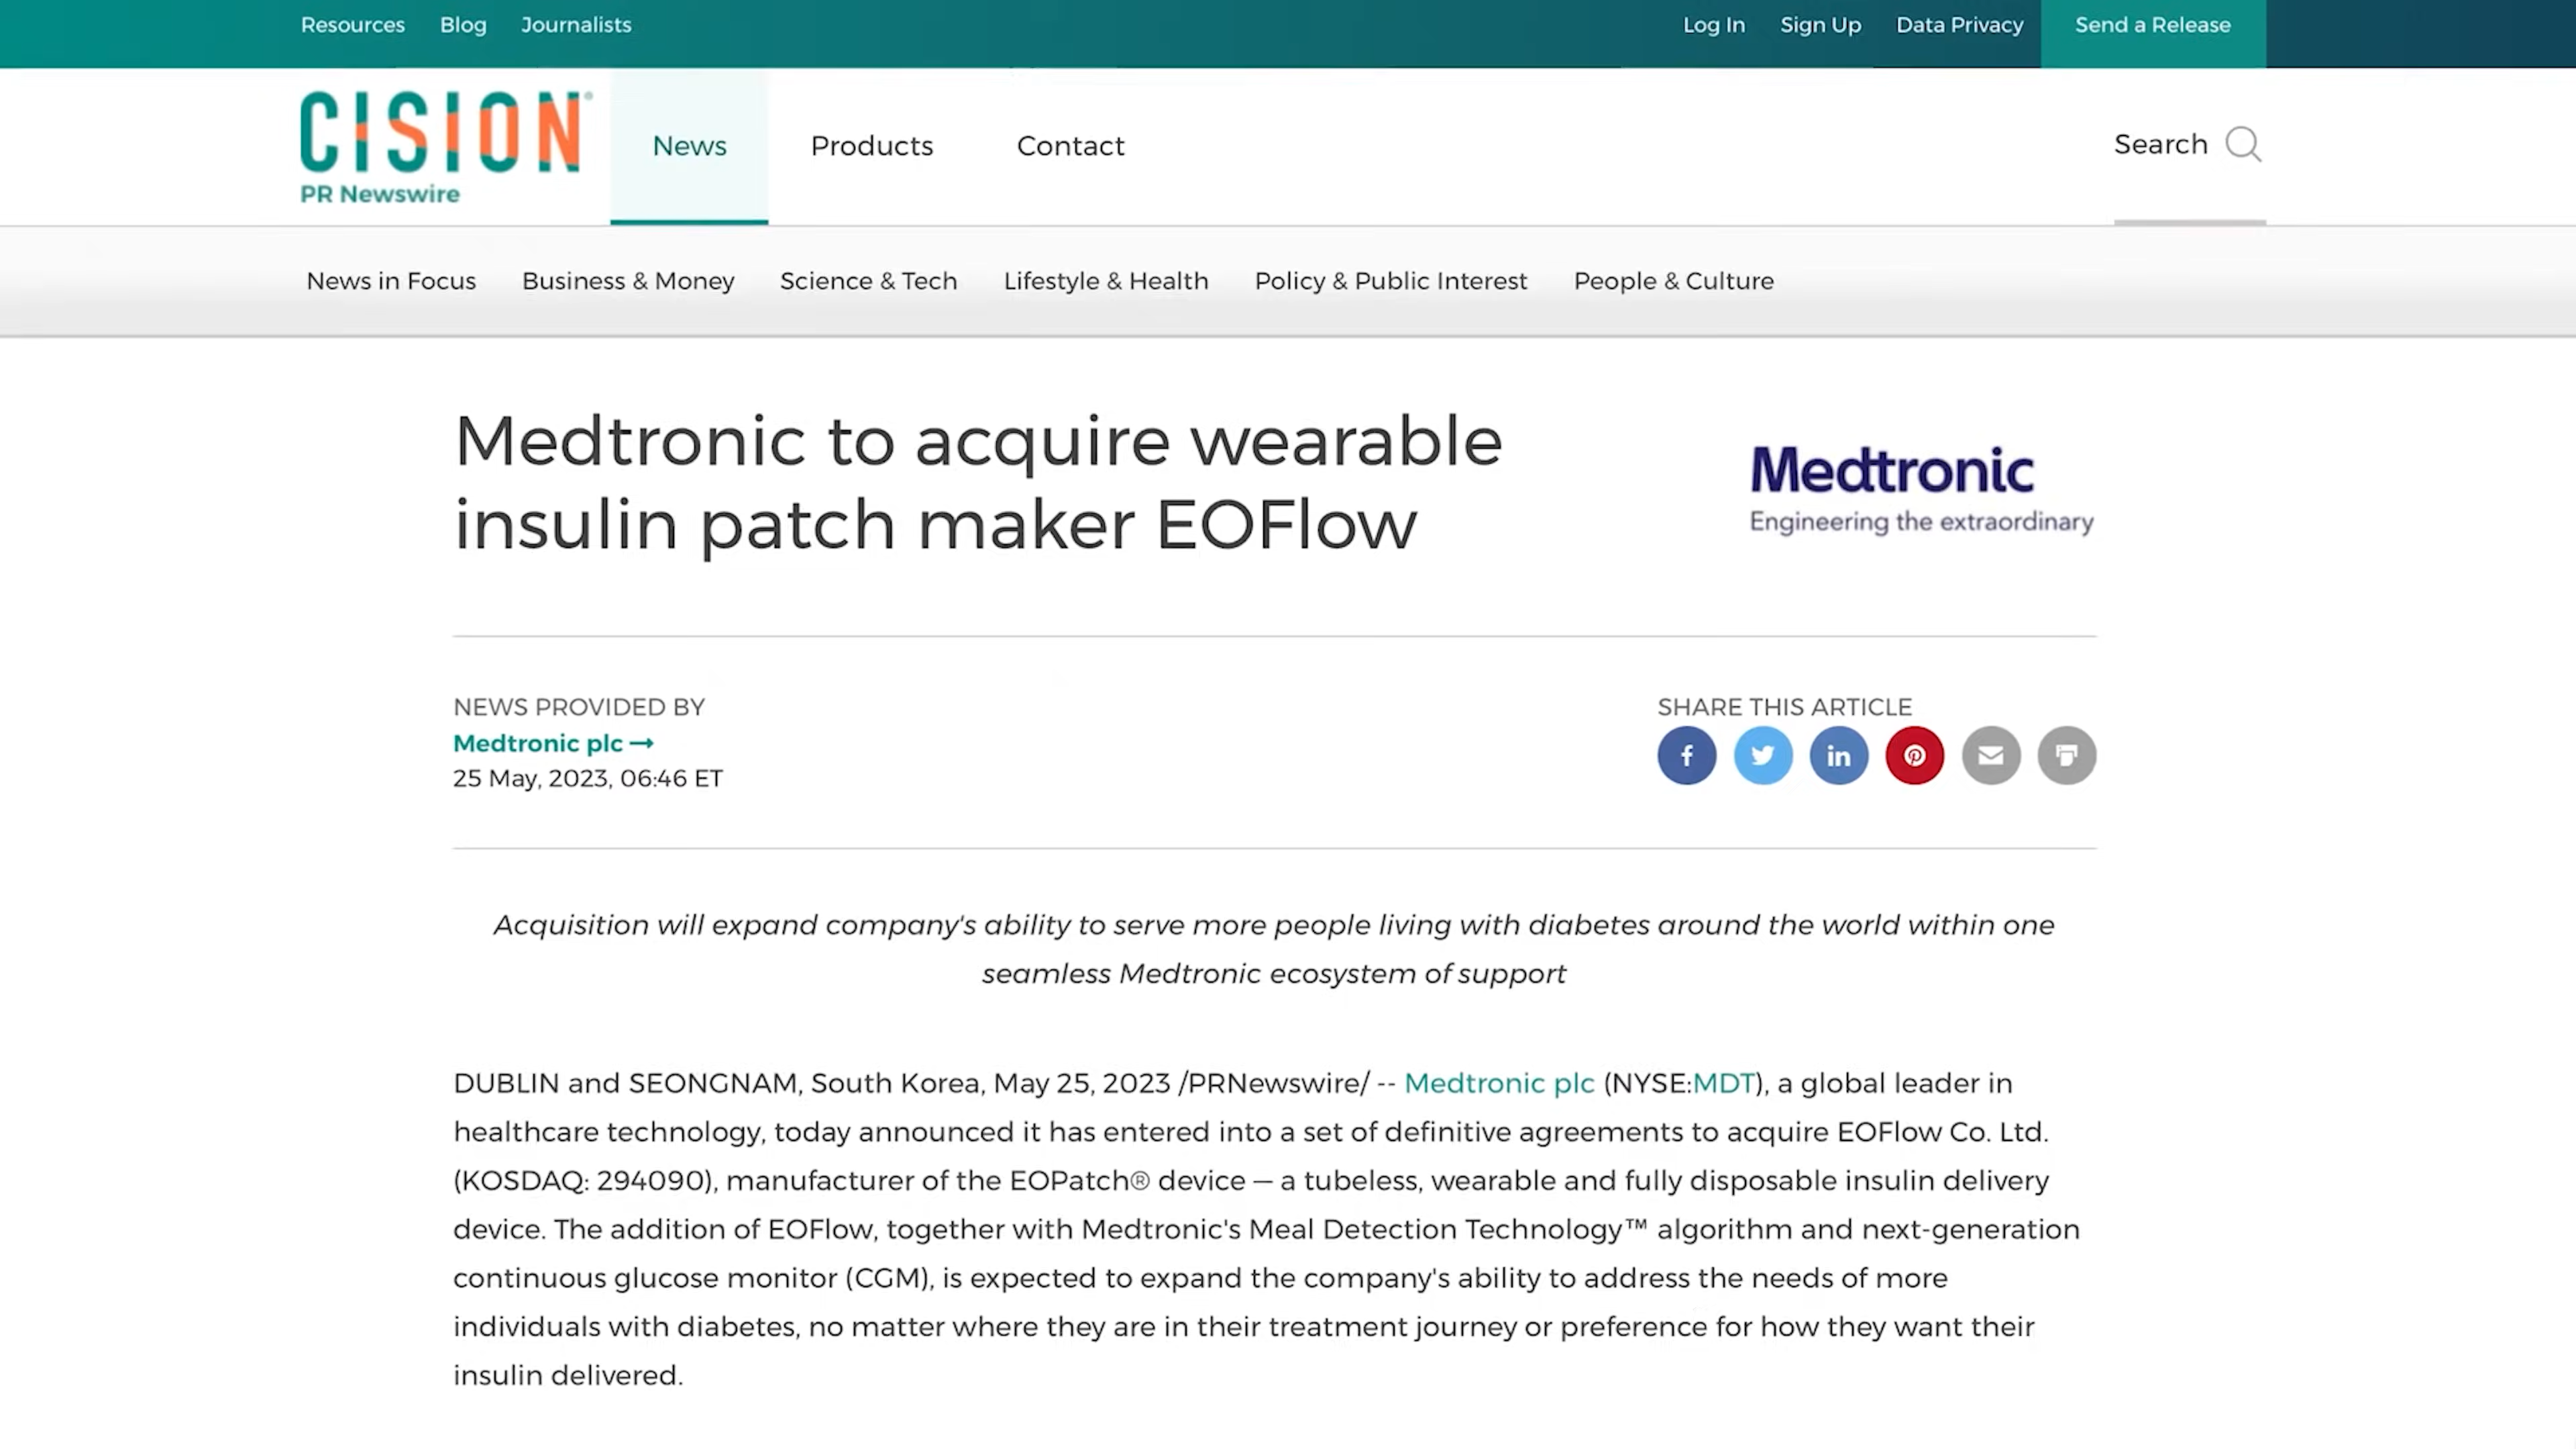 Resources Blog Journalists Log In Sign Up Data Privacy Send a Release
CISION®
PR Newswire
News Products Contact Search
News in Focus Business & Money Science & Tech Lifestyle & Health Policy & Public Interest People & Culture
Medtronic to acquire wearable
insulin patch maker EOFlow
Medtronic
Engineering the extraordinary
NEWS PROVIDED BY
Medtronic plc →
25 May, 2023, 06:46 ET
SHARE THIS ARTICLE
Acquisition will expand company's ability to serve more people living with diabetes around the world within one
seamless Medtronic ecosystem of support
DUBLIN and SEONGNAM, South Korea, May 25, 2023 /PRNewswire/ -- Medtronic plc (NYSE:MDT), a global leader in
healthcare technology, today announced it has entered into a set of definitive agreements to acquire EOFlow Co. Ltd.
(KOSDAQ: 294090), manufacturer of the EOPatch® device — a tubeless, wearable and fully disposable insulin delivery
device. The addition of EOFlow, together with Medtronic's Meal Detection Technology™ algorithm and next-generation
continuous glucose monitor (CGM), is expected to expand the company's ability to address the needs of more
individuals with diabetes, no matter where they are in their treatment journey or preference for how they want their
insulin delivered.